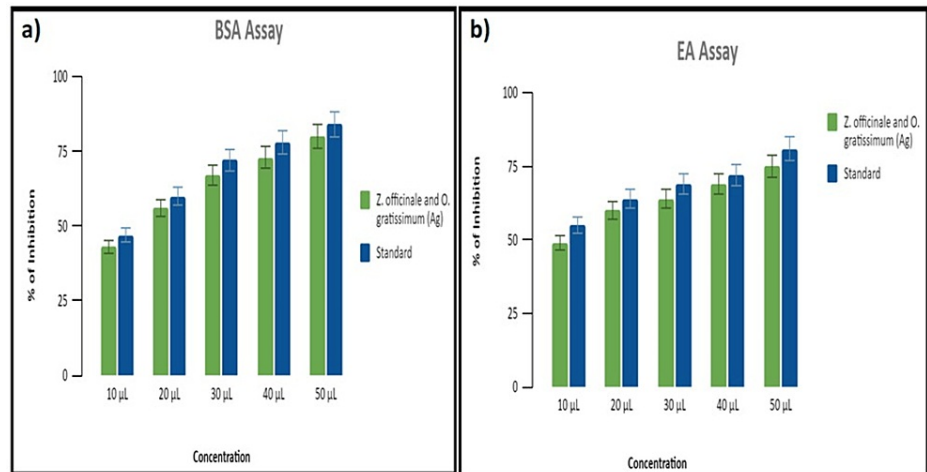 a)
BSA Assay
100
75
50
25
0
% of Inhibition
10 µL
20 µL
30 µL
40 µL
50 µL
Concentration
Z. officinale and O.
gratissimum (Ag)
Standard
b)
EA Assay
100
75
50
25
0
% of Inhibition
10 µL
20 µL
30 µL
40 µL
50 µL
Concentration
Z. officinale and O.
gratissimum (Ag)
Standard